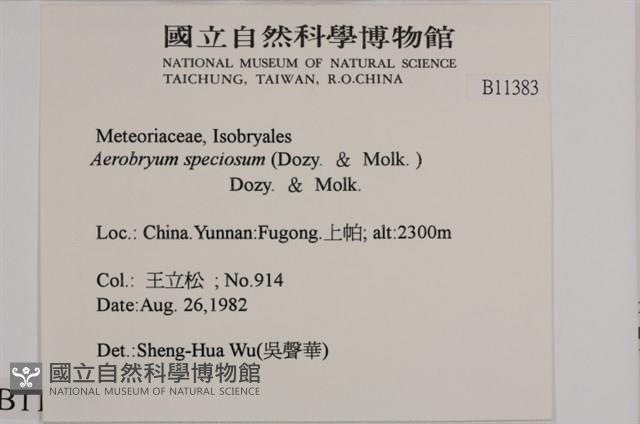 國立自然科學博物館
NATIONAL MUSEUM OF NATURAL SCIENCE
TAICHUNG, TAIWAN, R.O.CHINA
B11383
Meteoriaceae, Isobryales
Aerobryum speciosum (Dozy. & Molk. )
Dozy. & Molk.
Loc.: China.Yunnan:Fugong.上帕; alt:2300m
Col.: 王立松 ; No.914
Date:Aug. 26,1982
Det.:Sheng-Hua Wu(吳聲華)
國立自然科學博物館
NATIONAL MUSEUM OF NATURAL SCIENCE